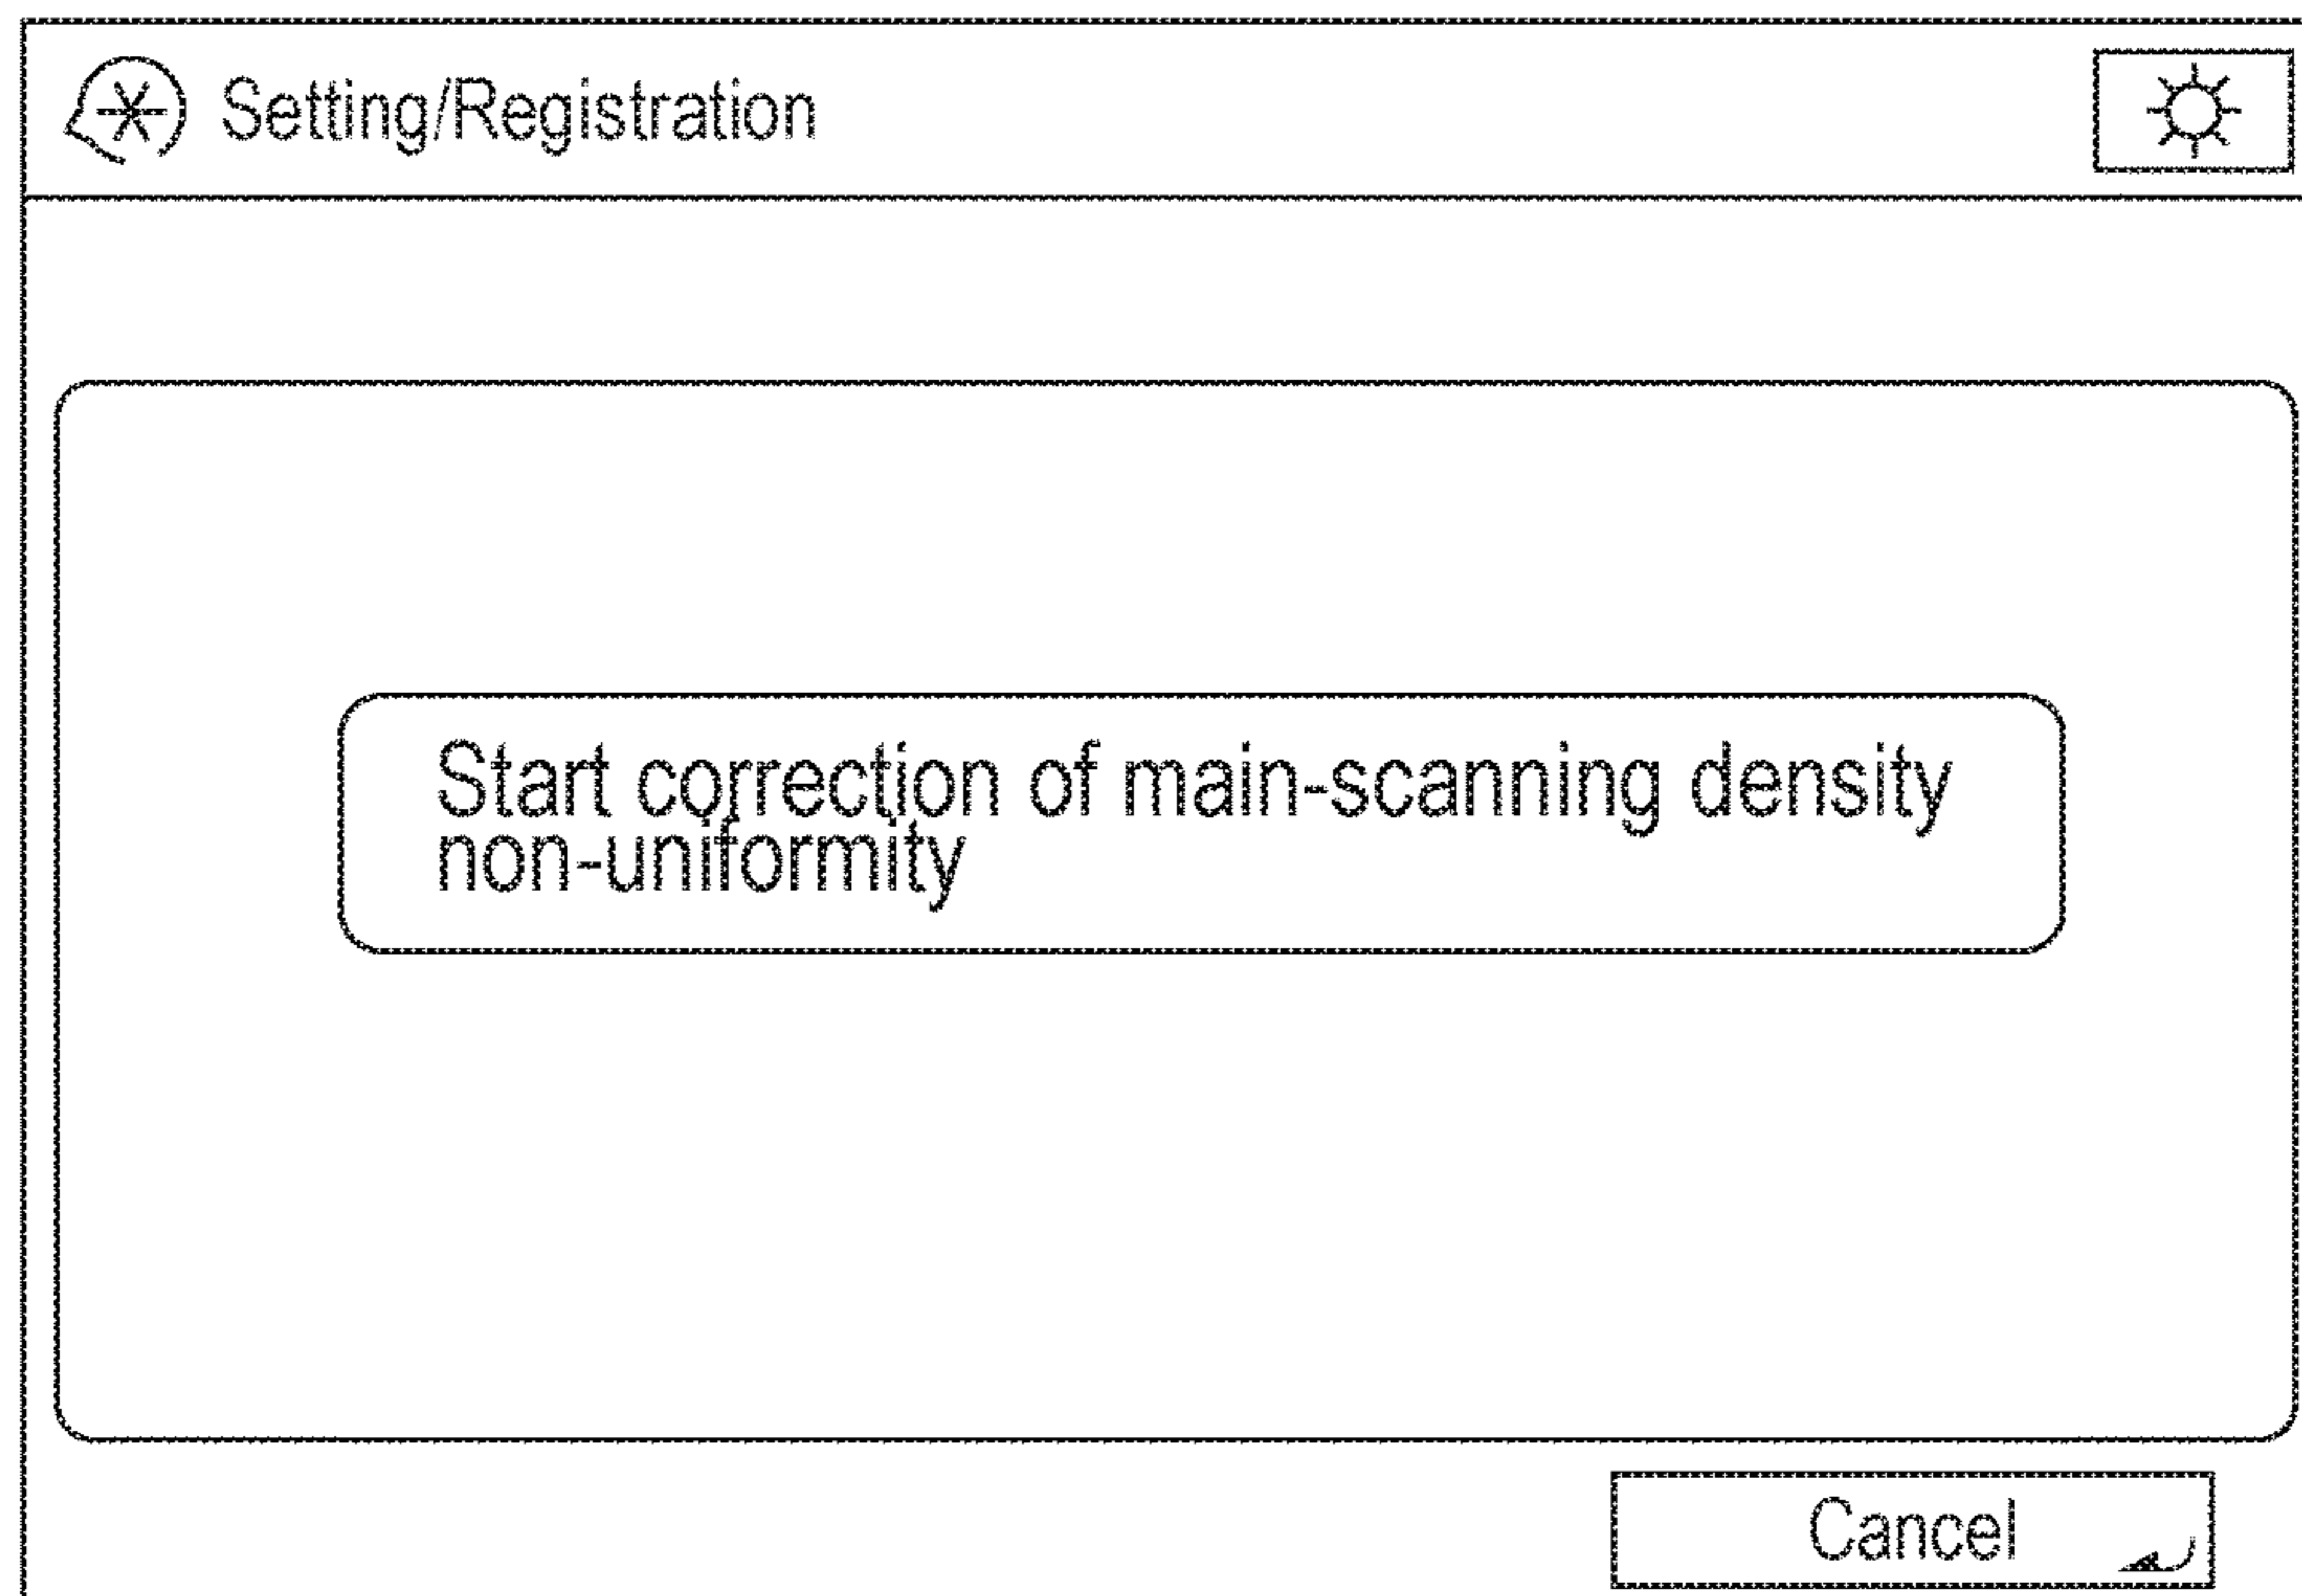 Setting/Registration
Start correction of main-scanning density
non-uniformity
Cancel